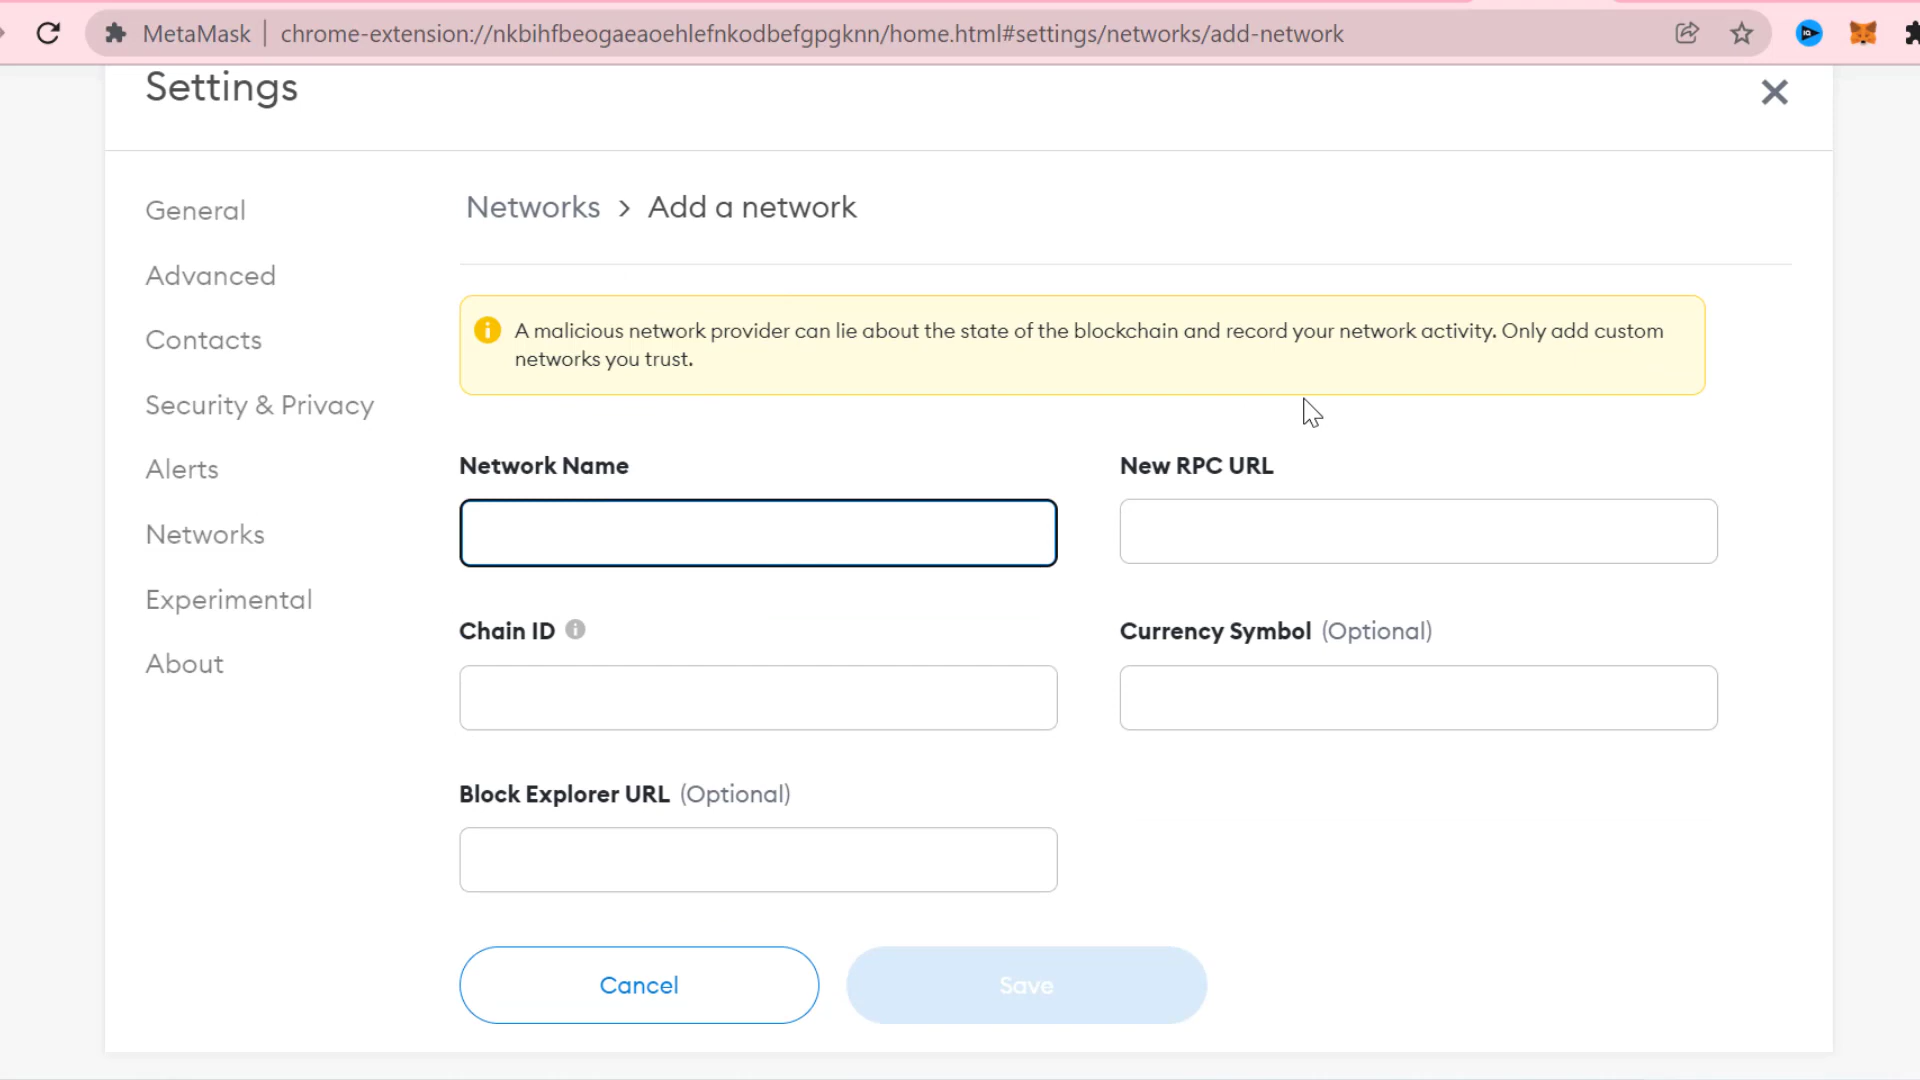 MetaMask | chrome-extension://nkbihfbeogaeaoehlefnkodbefgpgknn/home.html#settings/networks/add-network
Settings
General
Advanced
Contacts
Security & Privacy
Alerts
Networks
Experimental
About
Networks > Add a network
A malicious network provider can lie about the state of the blockchain and record your network activity. Only add custom
networks you trust.
Network Name
New RPC URL
Chain ID
Currency Symbol (Optional)
Block Explorer URL (Optional)
Cancel
Save